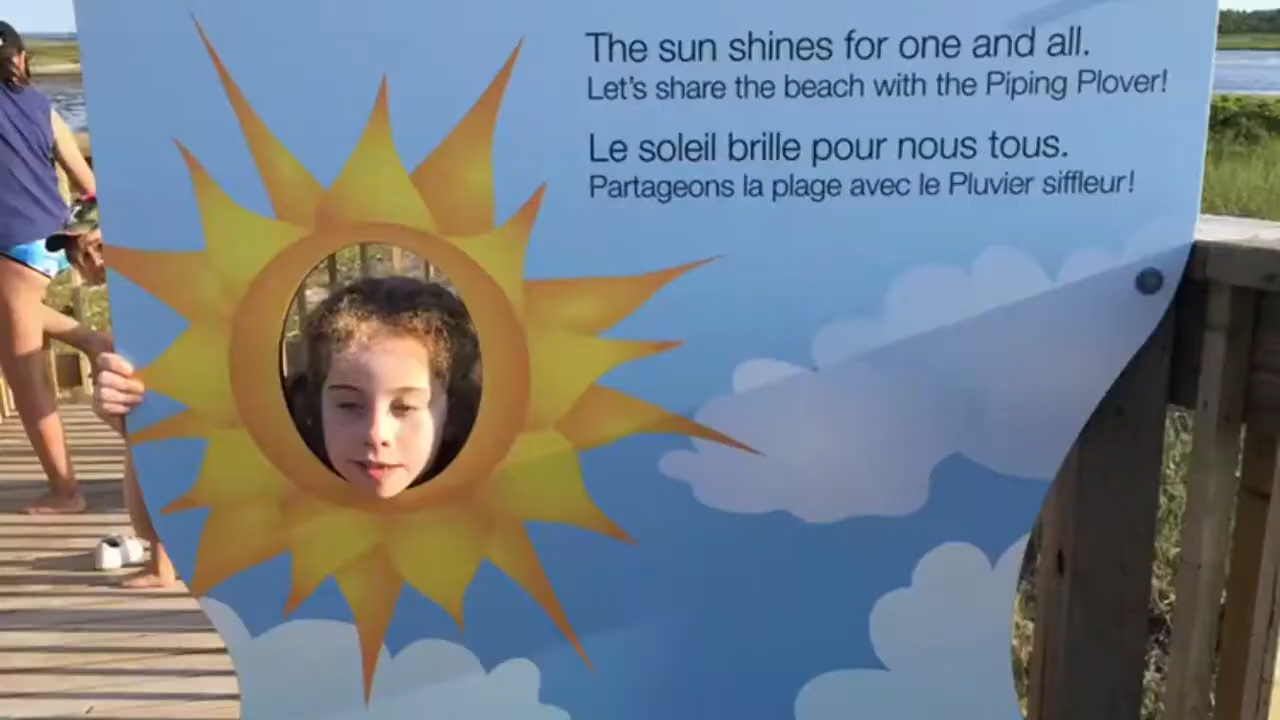 The sun shines for one and all.
Let's share the beach with the Piping Plover!
Le soleil brille pour nous tous.
Partageons la plage avec le Pluvier siffleur!